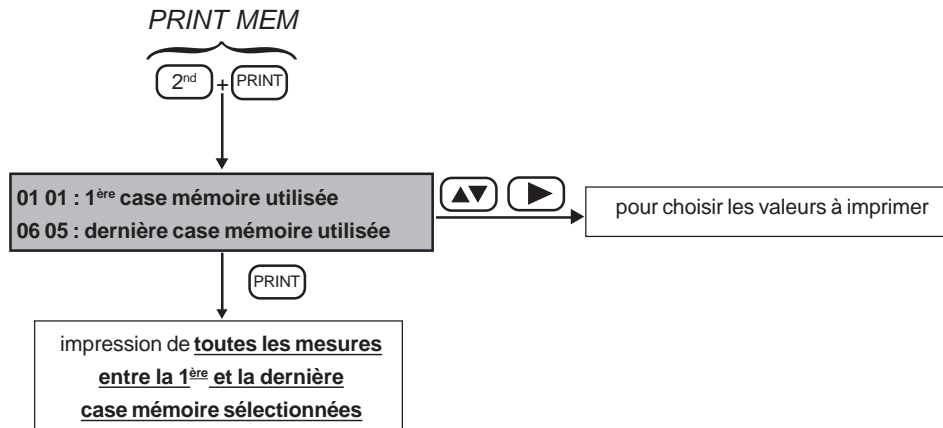 PRINT MEM
2nd + PRINT
01 01 : 1ère case mémoire utilisée
06 05 : dernière case mémoire utilisée
pour choisir les valeurs à imprimer
PRINT
impression de toutes les mesures
entre la 1ère et la dernière
case mémoire sélectionnées